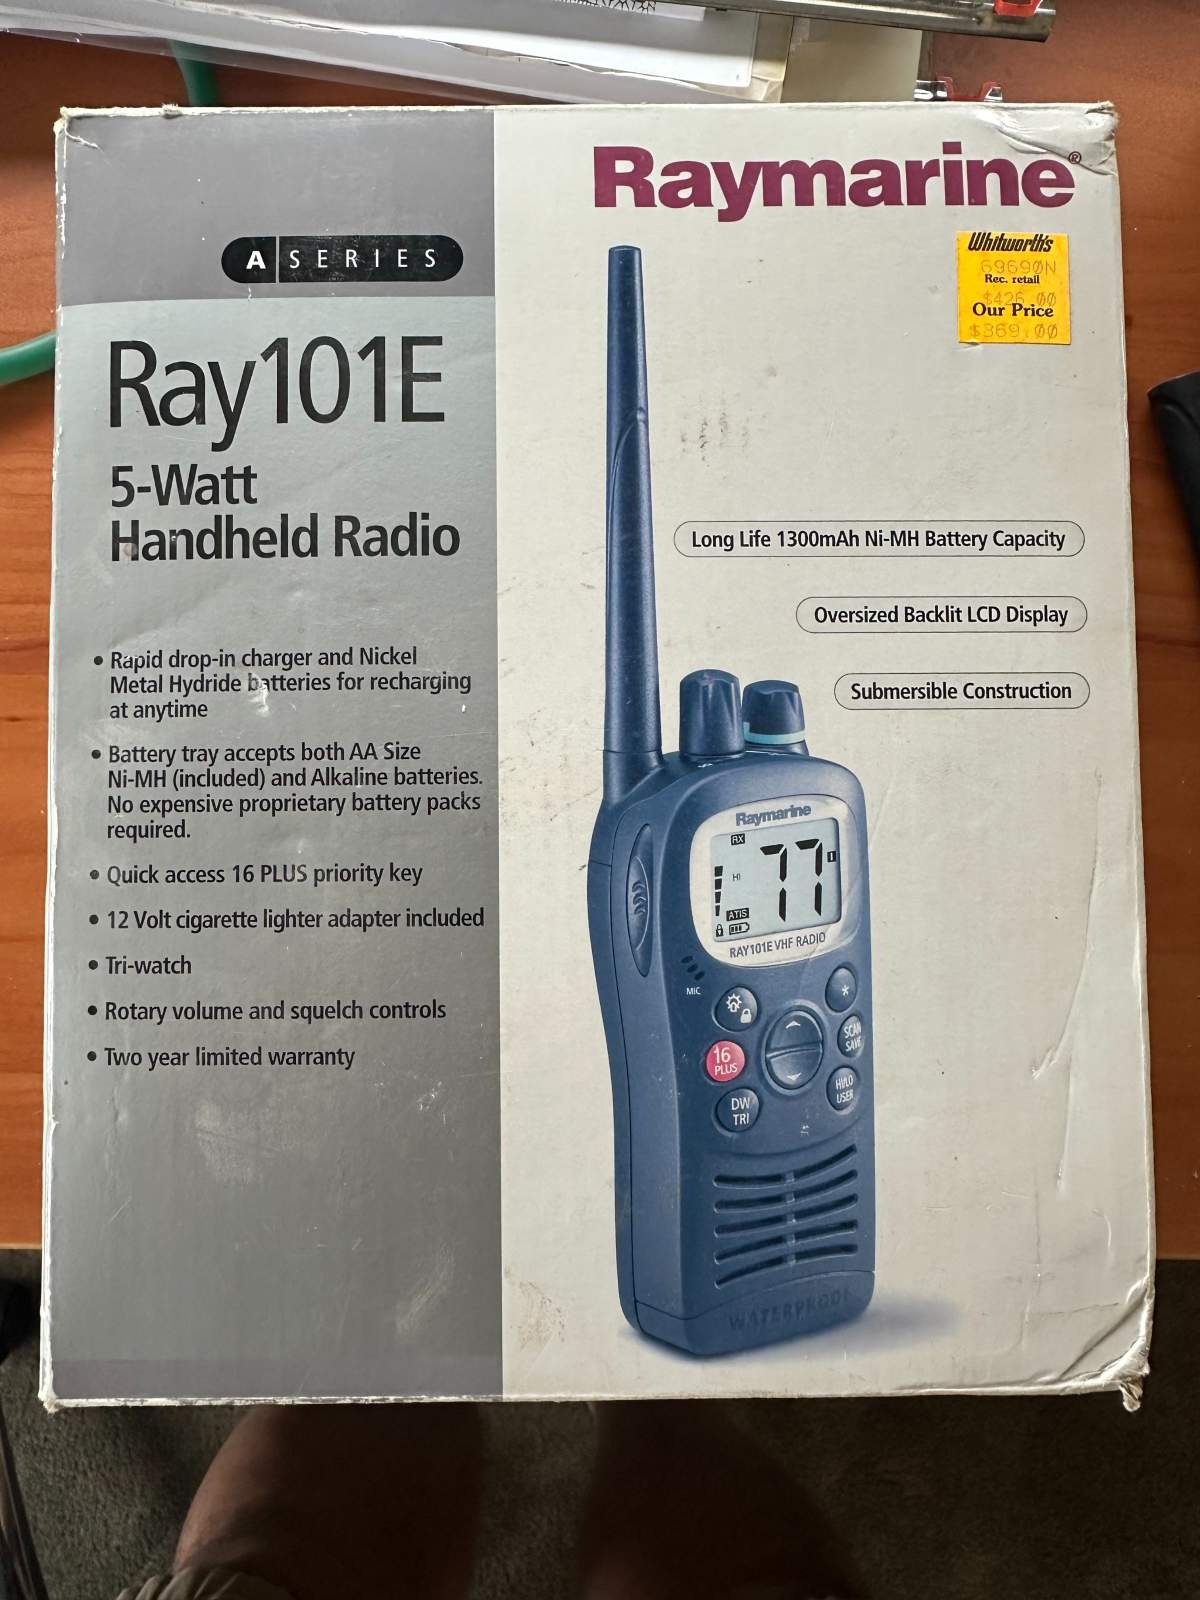 Raymarine®
A SERIES
Whitworth's
69690N
Rec. retail
$426.00
Our Price
$369.00
Ray101E
5-Watt
Handheld Radio
Long Life 1300mAh Ni-MH Battery Capacity
Oversized Backlit LCD Display
Submersible Construction
• Rapid drop-in charger and Nickel
Metal Hydride batteries for recharging
at anytime
• Battery tray accepts both AA Size
Ni-MH (included) and Alkaline batteries.
No expensive proprietary battery packs
required.
• Quick access 16 PLUS priority key
• 12 Volt cigarette lighter adapter included
• Tri-watch
• Rotary volume and squelch controls
• Two year limited warranty
Raymarine
RX
HI
77
ATIS
RAY101E VHF RADIO
MIC
*
16
PLUS
SCAN
SAVE
DW
TRI
HI/LO
USER
WATERPROOF